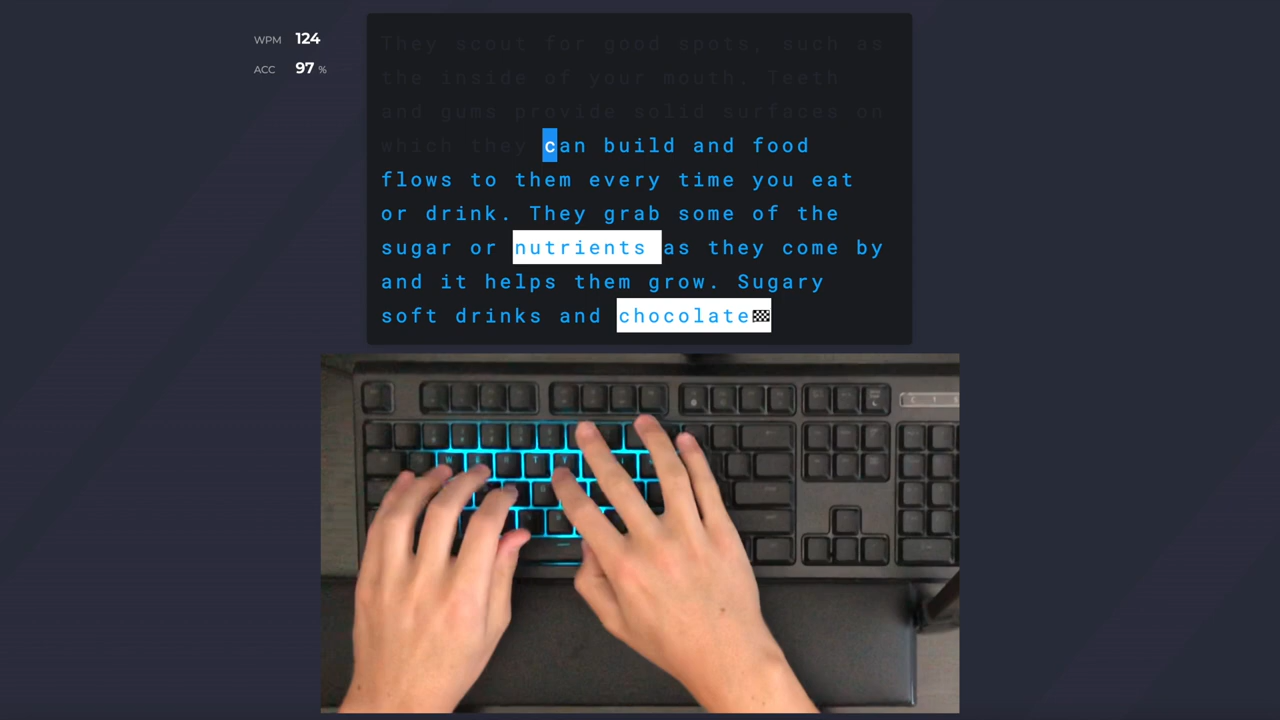 WPM 124
ACC 97 %
They scout for good spots, such as
the inside of your mouth. Teeth
and gums provide solid surfaces on
which they can build and food
flows to them every time you eat
or drink. They grab some of the
sugar or nutrients as they come by
and it helps them grow. Sugary
soft drinks and chocolate
W E R T Y